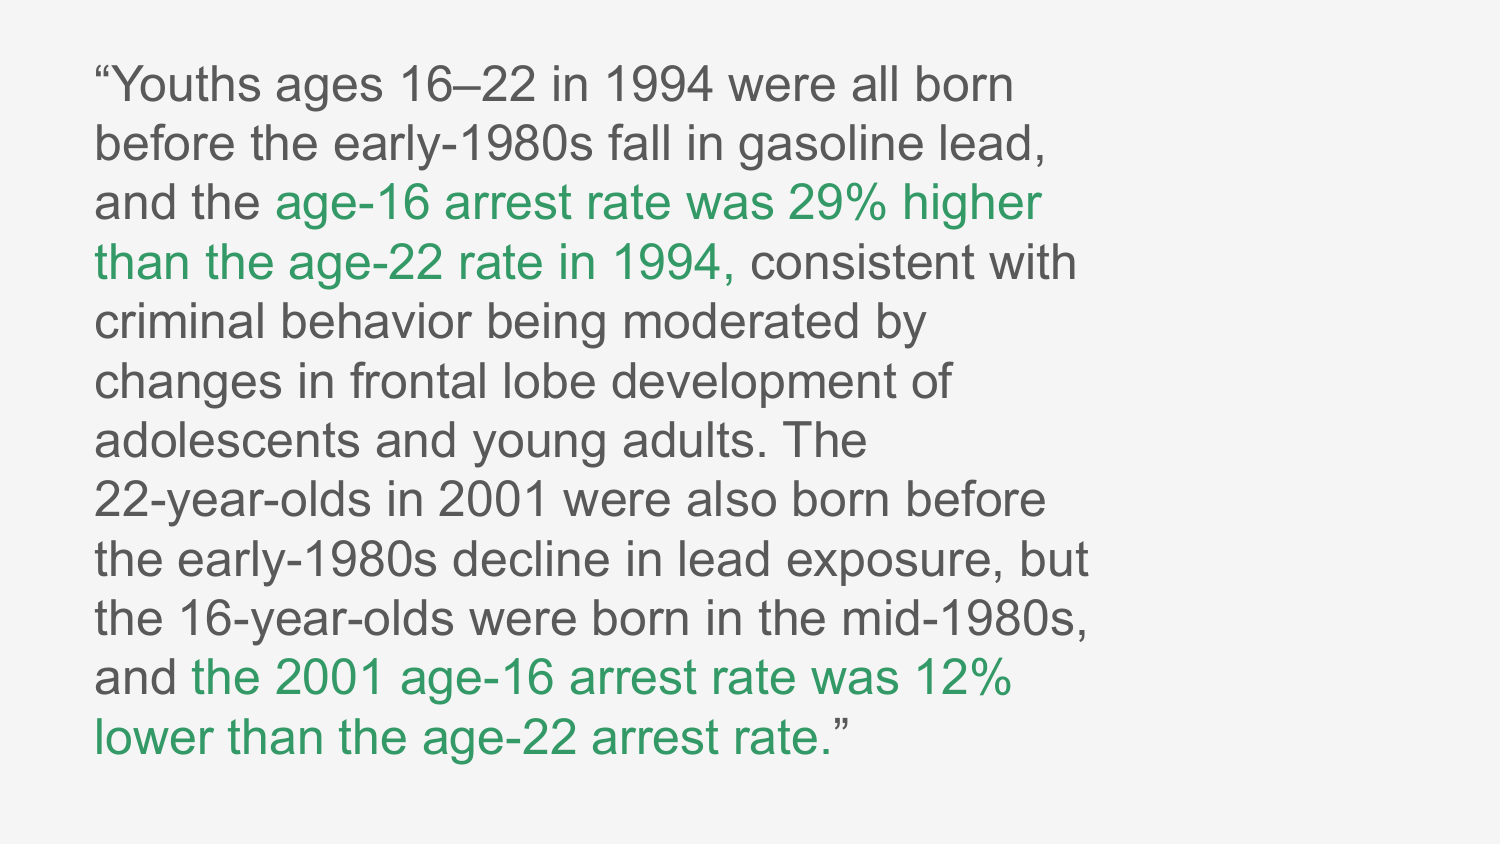 “Youths ages 16–22 in 1994 were all born
before the early-1980s fall in gasoline lead,
and the age-16 arrest rate was 29% higher
than the age-22 rate in 1994, consistent with
criminal behavior being moderated by
changes in frontal lobe development of
adolescents and young adults. The
22-year-olds in 2001 were also born before
the early-1980s decline in lead exposure, but
the 16-year-olds were born in the mid-1980s,
and the 2001 age-16 arrest rate was 12%
lower than the age-22 arrest rate.”